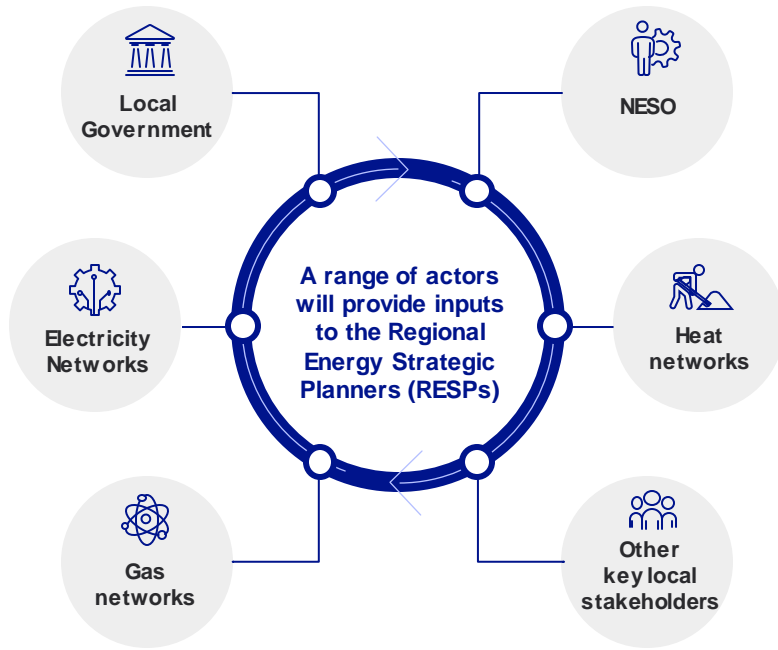 Local
Government
NESO
A range of actors
will provide inputs
to the Regional
Energy Strategic
Planners (RESPs)
Electricity
Networks
Heat
networks
Gas
networks
Other
key local
stakeholders